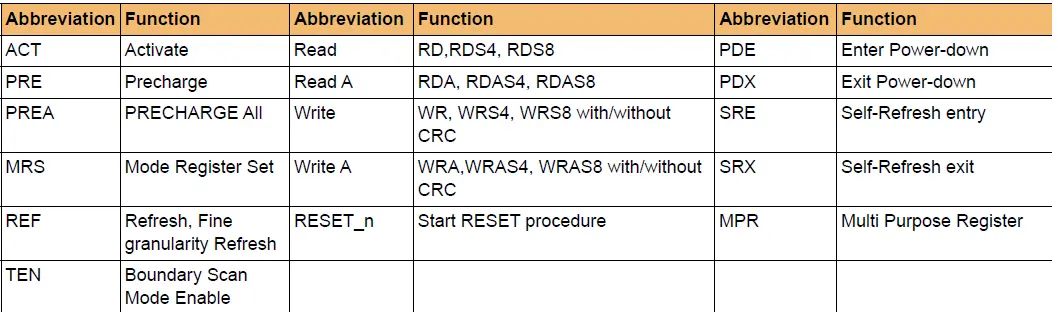 Abbreviation Function Abbreviation Function Abbreviation Function
ACT Activate Read RD,RDS4, RDS8 PDE Enter Power-down
PRE Precharge Read A RDA, RDAS4, RDAS8 PDX Exit Power-down
PREA PRECHARGE All Write WR, WRS4, WRS8 with/without SRE Self-Refresh entry
CRC
MRS Mode Register Set Write A WRA,WRAS4, WRAS8 with/without SRX Self-Refresh exit
CRC
REF Refresh, Fine RESET_n Start RESET procedure MPR Multi Purpose Register
granularity Refresh
TEN Boundary Scan
Mode Enable